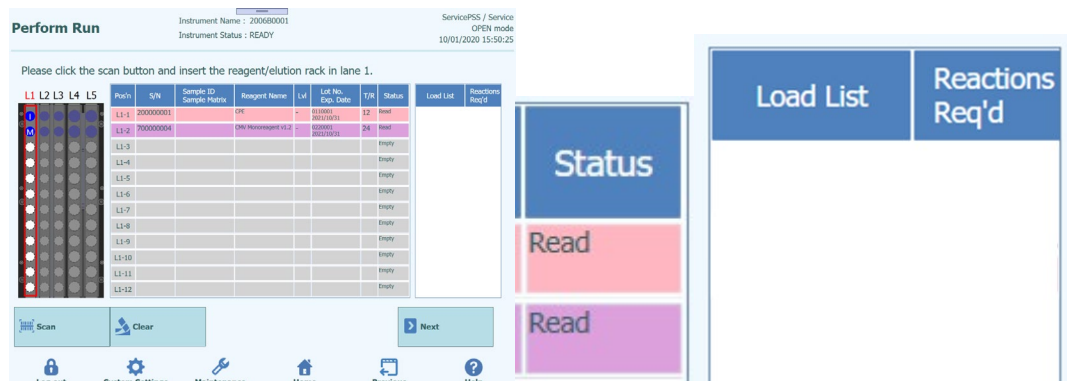 Perform Run
Instrument Name : 2006B0001
Instrument Status : READY
ServicePSS / Service
OPEN mode
10/01/2020 15:50:25
Please click the scan button and insert the reagent/elution rack in lane 1.
L1 L2 L3 L4 L5
I
M
Pos'n S/N Sample ID Sample Matrix Reagent Name Lvl Lot No. Exp. Date T/R Status
L1-1 200000001 CPE - 0110001 2021/10/31 12 Read
L1-2 700000004 CMV Monoreagent v1.2 - 0220001 2021/10/31 24 Read
L1-3 Empty
L1-4 Empty
L1-5 Empty
L1-6 Empty
L1-7 Empty
L1-8 Empty
L1-9 Empty
L1-10 Empty
L1-11 Empty
L1-12 Empty
Load List Reactions Req'd
Scan
Clear
Next
Status
Read
Read
Load List
Reactions
Req'd